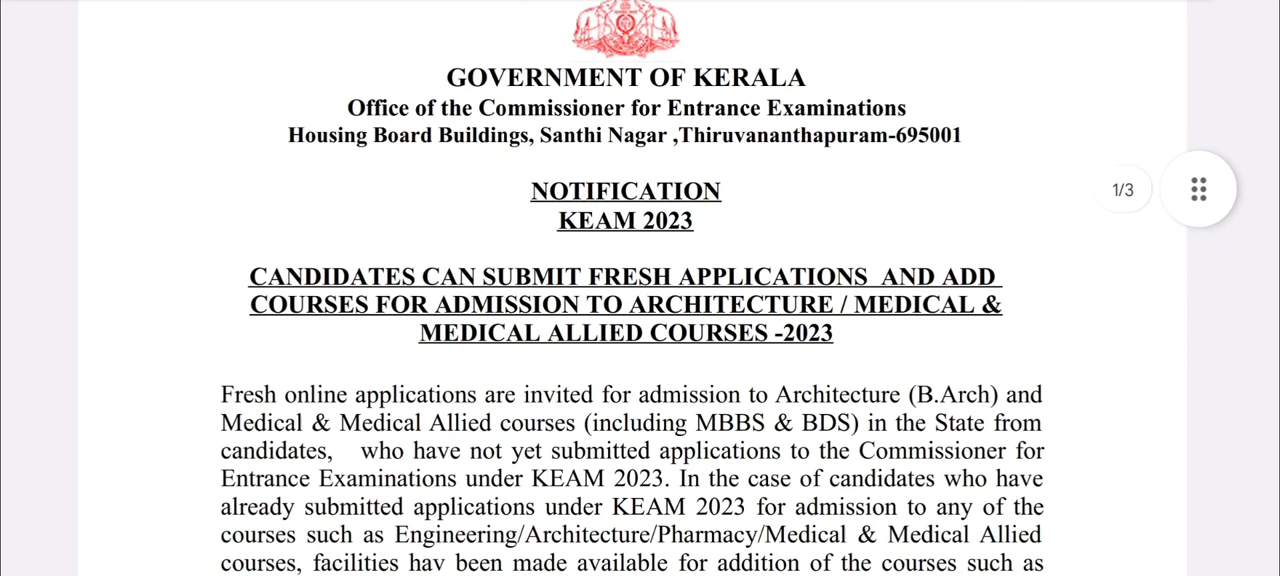 GOVERNMENT OF KERALA
Office of the Commissioner for Entrance Examinations
Housing Board Buildings, Santhi Nagar ,Thiruvananthapuram-695001
NOTIFICATION
KEAM 2023
1/3
CANDIDATES CAN SUBMIT FRESH APPLICATIONS AND ADD
COURSES FOR ADMISSION TO ARCHITECTURE / MEDICAL &
MEDICAL ALLIED COURSES -2023
Fresh online applications are invited for admission to Architecture (B.Arch) and
Medical & Medical Allied courses (including MBBS & BDS) in the State from
candidates, who have not yet submitted applications to the Commissioner for
Entrance Examinations under KEAM 2023. In the case of candidates who have
already submitted applications under KEAM 2023 for admission to any of the
courses such as Engineering/Architecture/Pharmacy/Medical & Medical Allied
courses, facilities hav been made available for addition of the courses such as